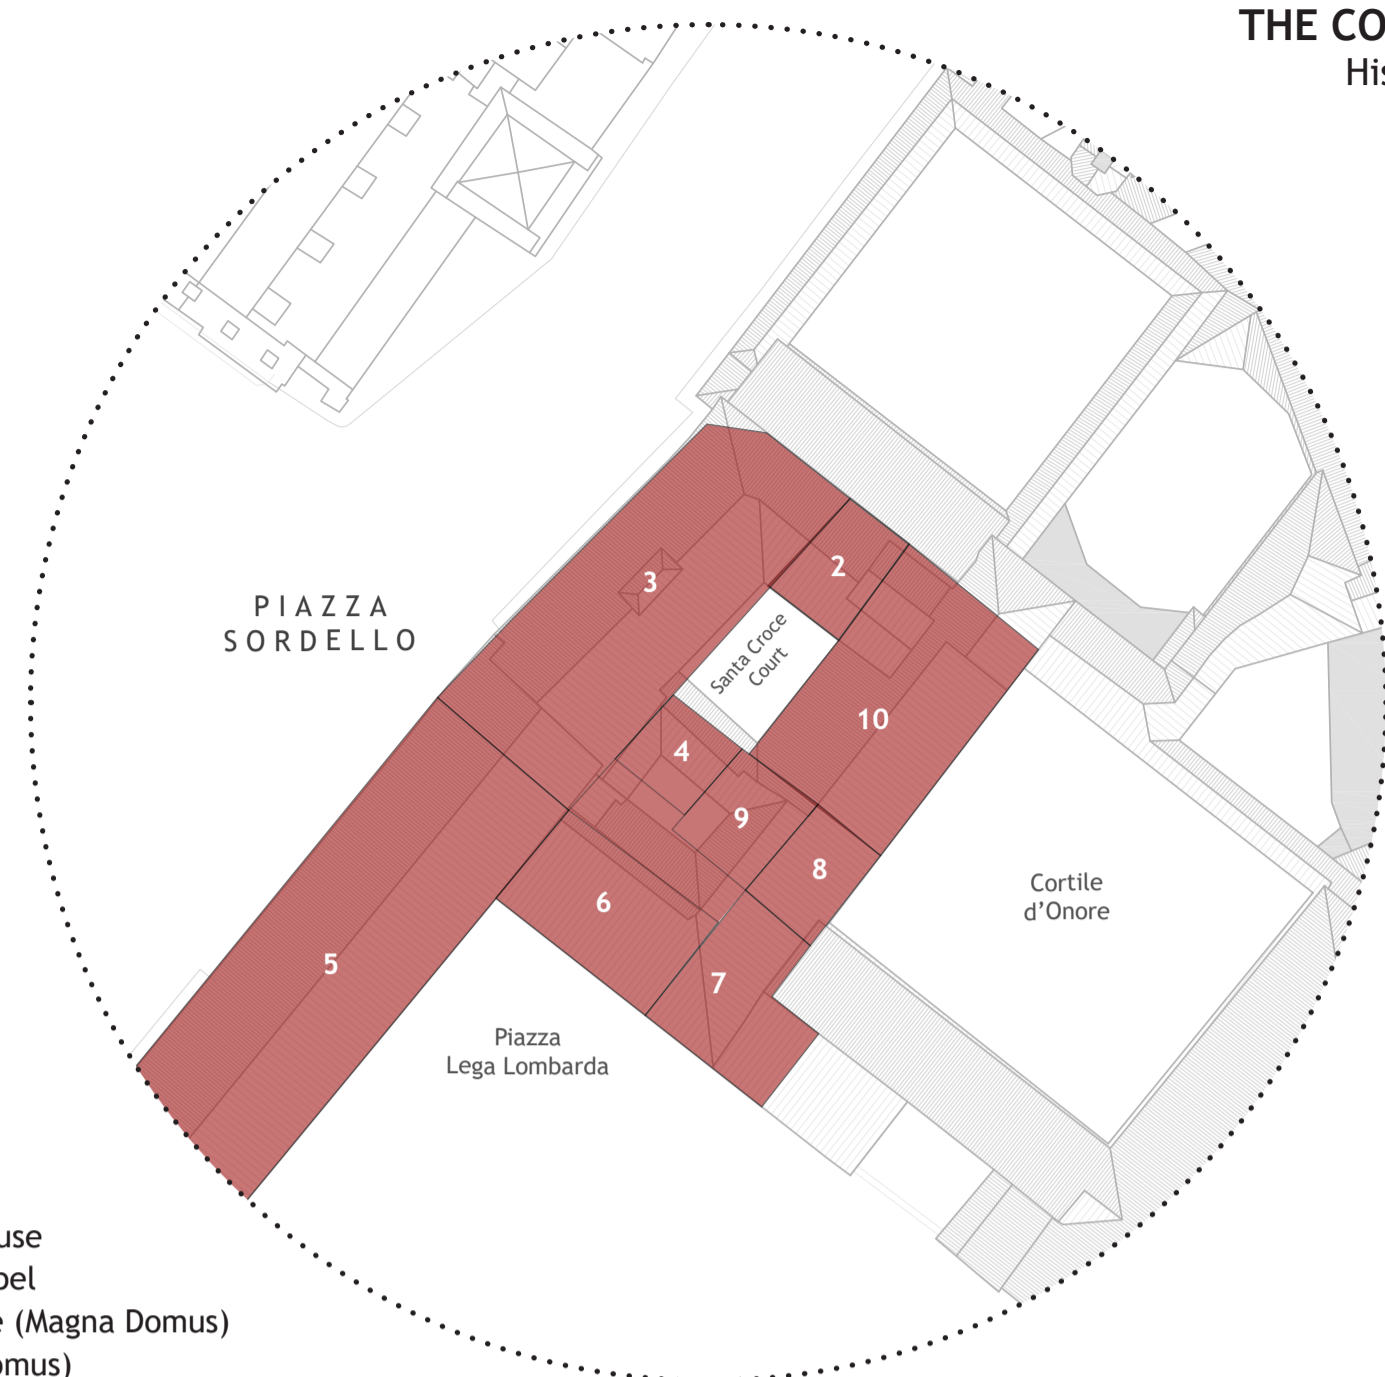 THE CO
His
PIAZZA
SORDELLO
3
2
Santa Croce
Court
10
4
9
8
6
7
5
Cortile
d’Onore
Piazza
Lega Lombarda
use
pel
e (Magna Domus)
omus)